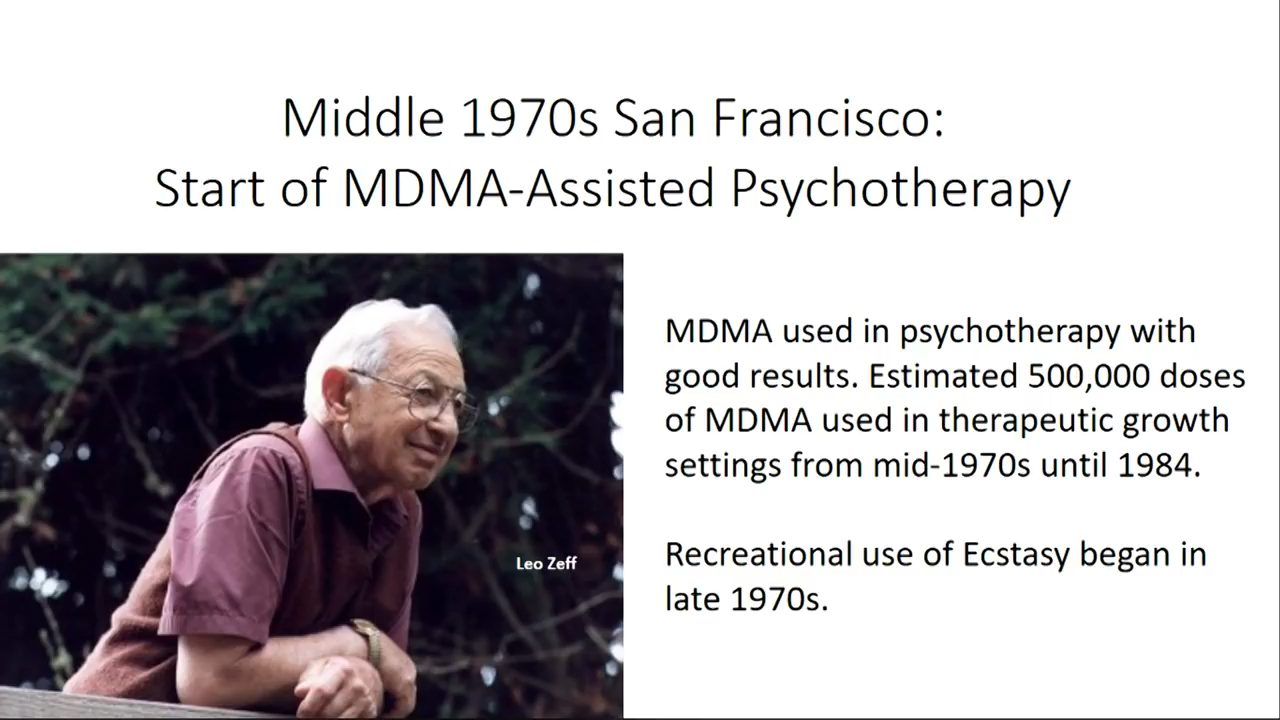 Middle 1970s San Francisco:
Start of MDMA-Assisted Psychotherapy
MDMA used in psychotherapy with
good results. Estimated 500,000 doses
of MDMA used in therapeutic growth
settings from mid-1970s until 1984.
Recreational use of Ecstasy began in
late 1970s.
Leo Zeff